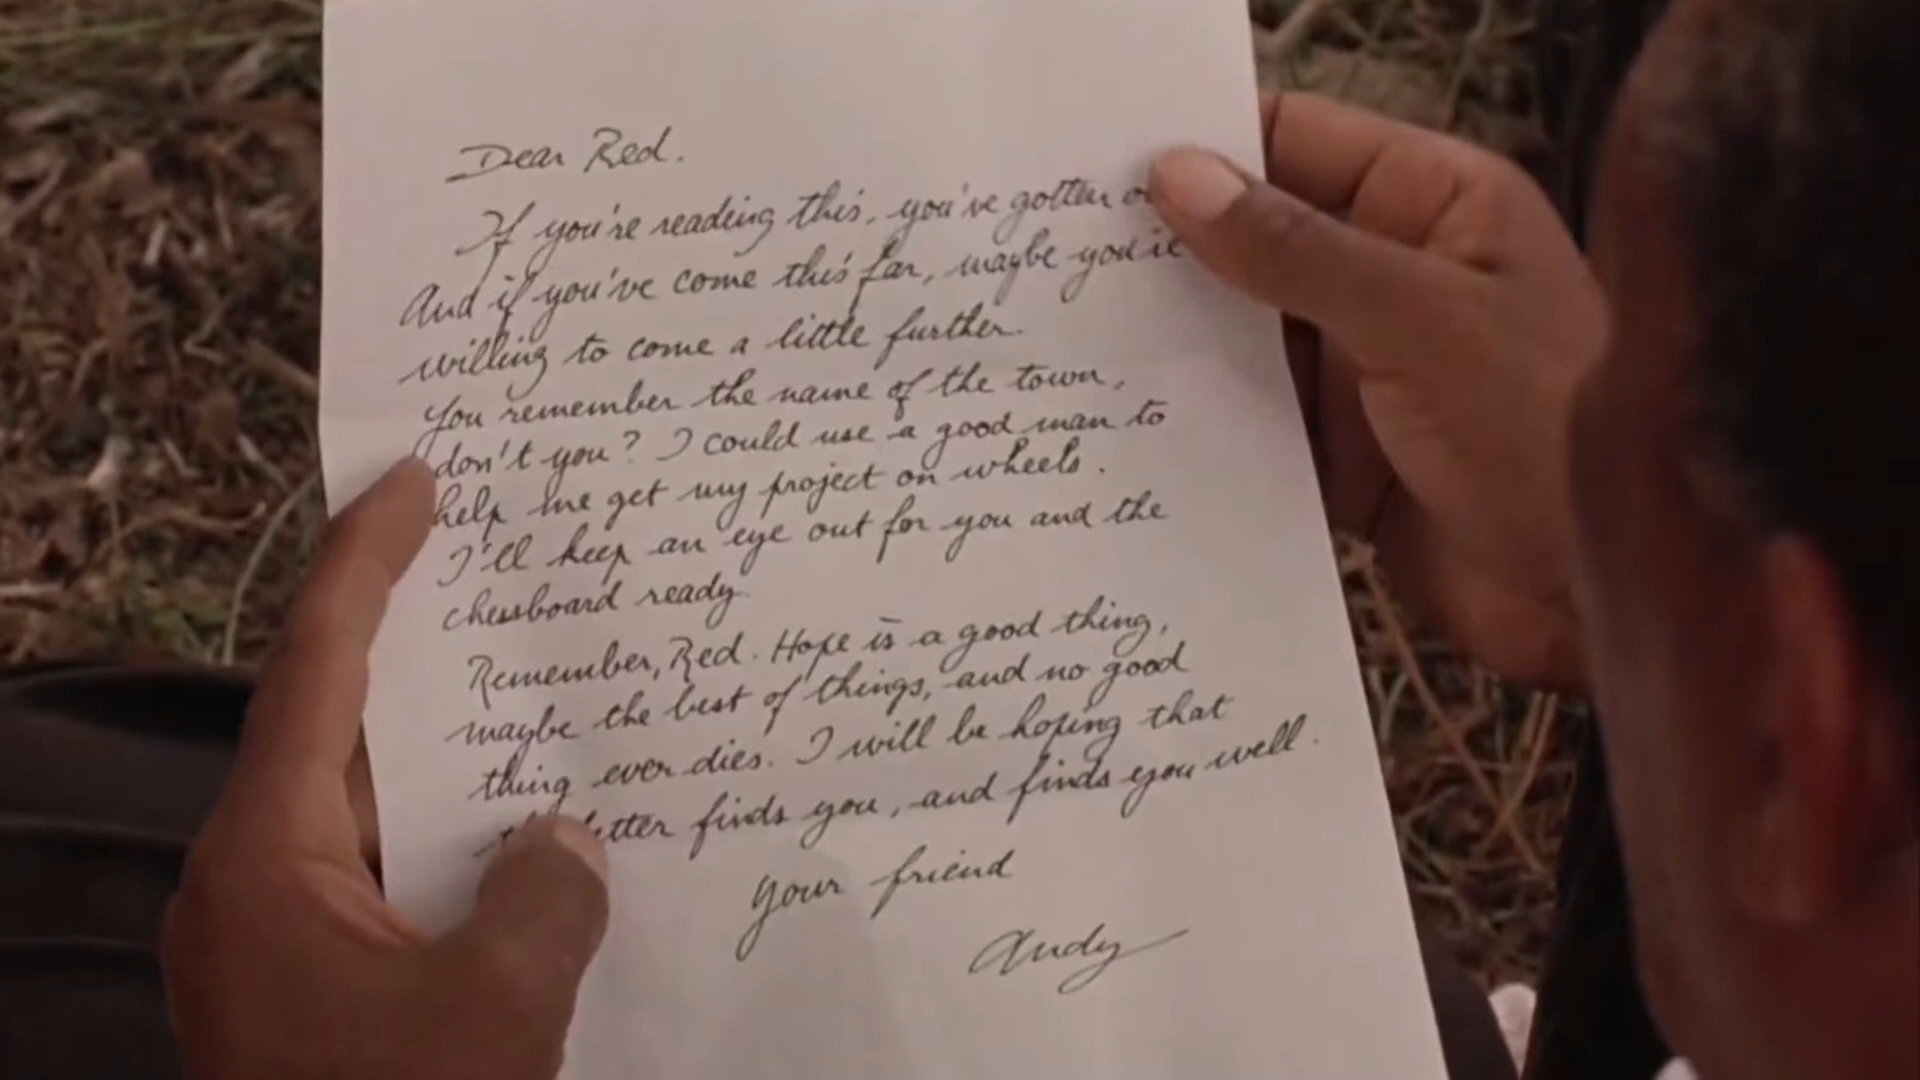 Dear Red.
If you're reading this, you've gotten
And if you've come this far, maybe you're
willing to come a little further.
You remember the name of the town,
don't you? I could use a good man to
help me get my project on wheels.
I'll keep an eye out for you and the
chessboard ready.
Remember, Red. Hope is a good thing,
maybe the best of things, and no good
thing ever dies. I will be hoping that
letter finds you, and finds you well.
Your friend
Andy